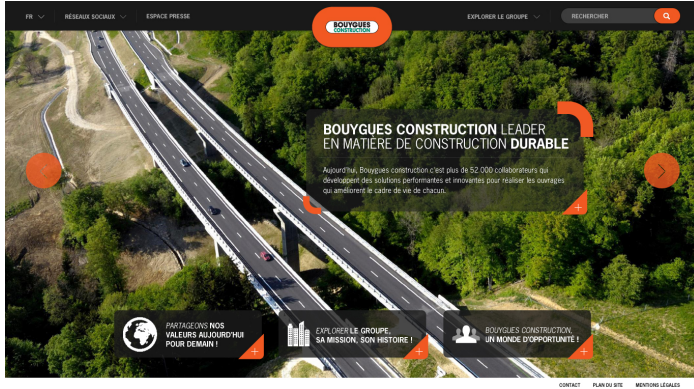 FR
RÉSEAUX SOCIAUX
ESPACE PRESSE
BOUYGUES
CONSTRUCTION
EXPLORER LE GROUPE
RECHERCHER
BOUYGUES CONSTRUCTION LEADER
EN MATIÈRE DE CONSTRUCTION DURABLE
Aujourd'hui, Bouygues construction c'est plus de 52 000 collaborateurs qui
développent des solutions performantes et innovantes pour réaliser les ouvrages
qui améliorent le cadre de vie de chacun.
PARTAGEONS NOS
VALEURS AUJOURD'HUI
POUR DEMAIN !
EXPLORER LE GROUPE,
SA MISSION, SON HISTOIRE !
BOUYGUES CONSTRUCTION,
UN MONDE D'OPPORTUNITÉ !
CONTACT
PLAN DU SITE
MENTIONS LÉGALES